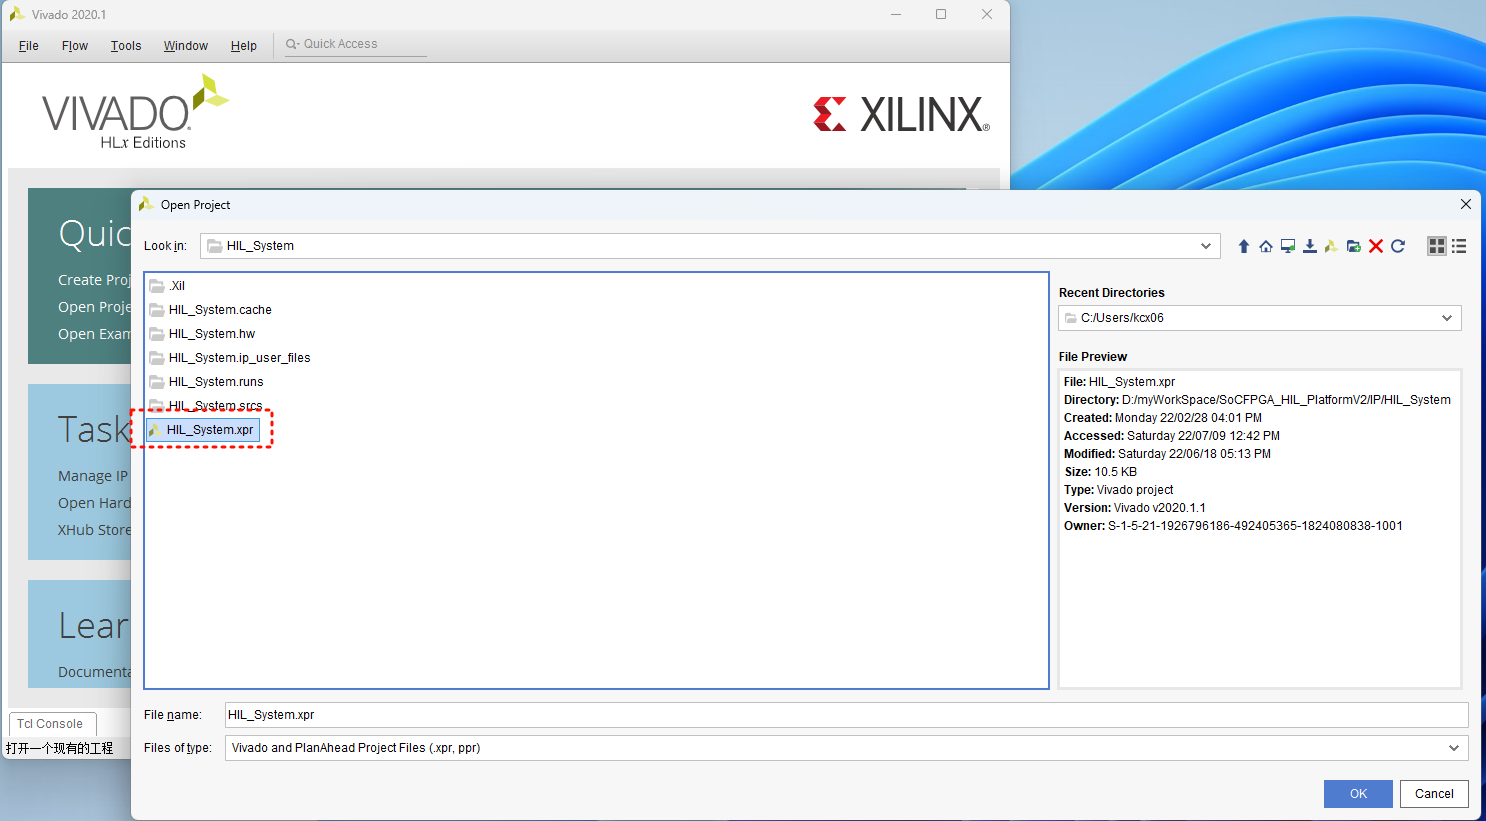 Vivado 2020.1
File Flow Tools Window Help Quick Access
VIVADO
HLx Editions
XILINX
Open Project
Look in: HIL_System
.Xil
HIL_System.cache
HIL_System.hw
HIL_System.ip_user_files
HIL_System.runs
HIL_System.srcs
HIL_System.xpr
Recent Directories
C:/Users/kcx06
File Preview
File: HIL_System.xpr
Directory: D:/myWorkSpace/SoCFPGA_HIL_PlatformV2/IP/HIL_System
Created: Monday 22/02/28 04:01 PM
Accessed: Saturday 22/07/09 12:42 PM
Modified: Saturday 22/06/18 05:13 PM
Size: 10.5 KB
Type: Vivado project
Version: Vivado v2020.1.1
Owner: S-1-5-21-1926796186-492405365-1824080838-1001
File name: HIL_System.xpr
Files of type: Vivado and PlanAhead Project Files (.xpr, ppr)
OK Cancel
Quic
Create Proj
Open Proje
Open Exam
Task
Manage IP
Open Hard
XHub Store
Lear
Documenta
Tcl Console
打开一个现有的工程